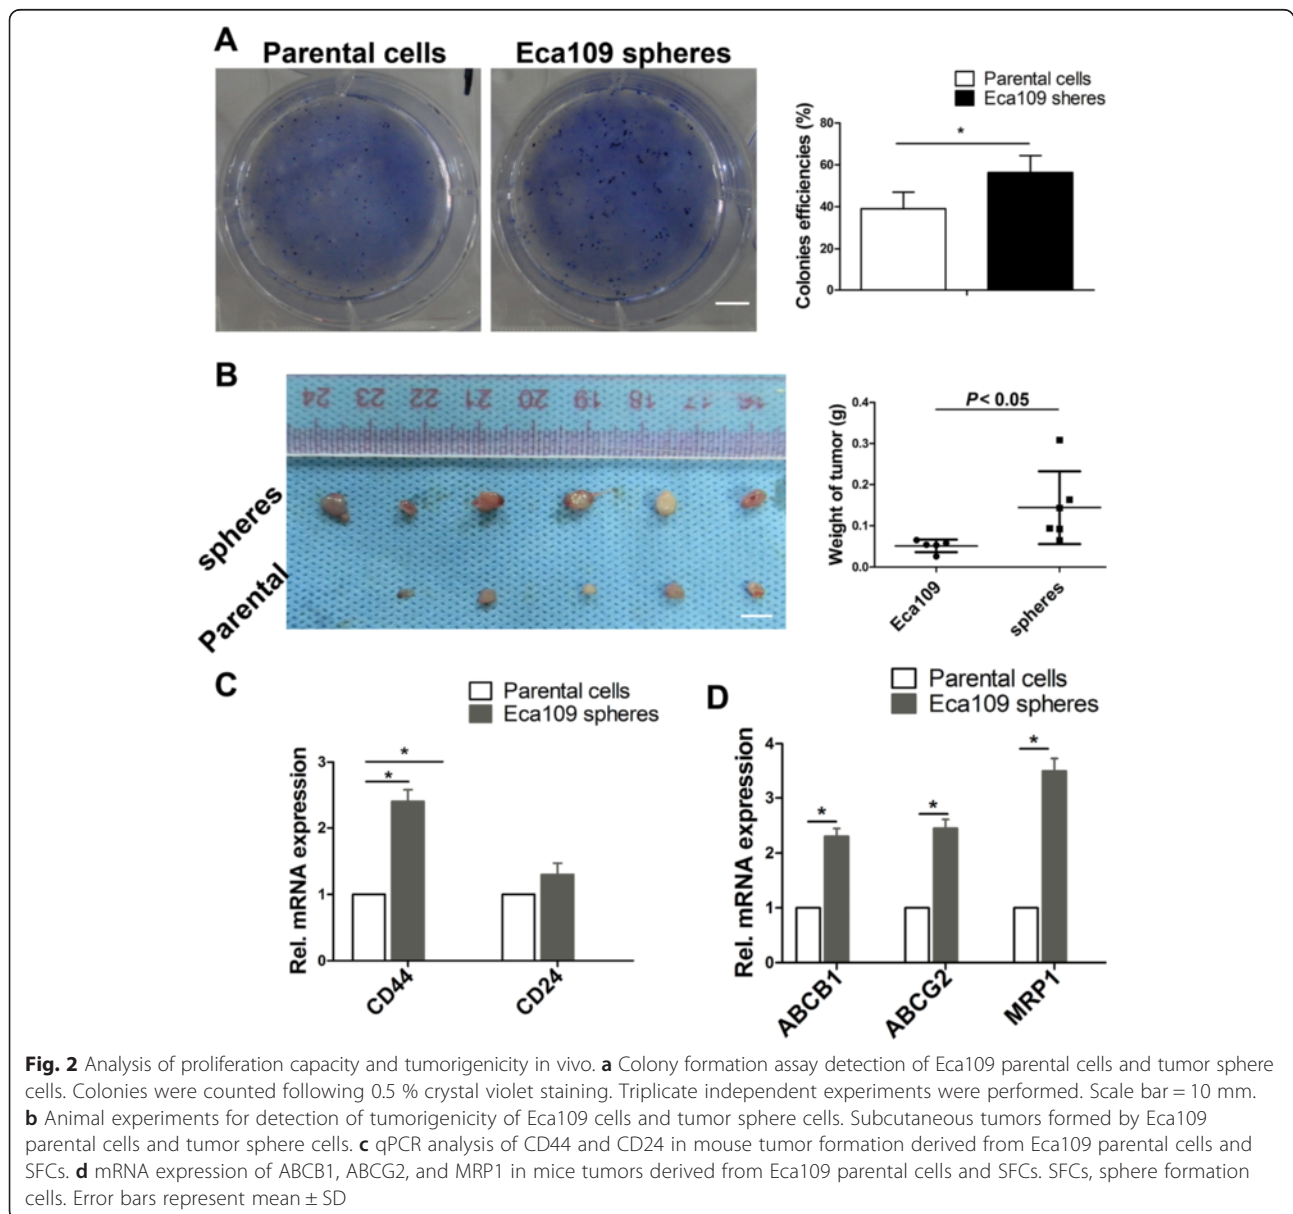 A
Parental cells
Eca109 spheres
Parental cells
Eca109 sheres
Colonies efficiencies (%)
80
60
40
20
0
*
B
24 23 22 21 20 19 18 17 16
spheres
Parental
Weight of tumor (g)
0.4
0.3
0.2
0.1
0.0
P< 0.05
Eca109
spheres
C
Parental cells
Eca109 spheres
Rel. mRNA expression
3
2
1
0
*
*
CD44
CD24
D
Parental cells
Eca109 spheres
Rel. mRNA expression
4
3
2
1
0
*
*
*
ABCB1
ABCG2
MRP1
Fig. 2 Analysis of proliferation capacity and tumorigenicity in vivo. a Colony formation assay detection of Eca109 parental cells and tumor sphere
cells. Colonies were counted following 0.5 % crystal violet staining. Triplicate independent experiments were performed. Scale bar = 10 mm.
b Animal experiments for detection of tumorigenicity of Eca109 cells and tumor sphere cells. Subcutaneous tumors formed by Eca109
parental cells and tumor sphere cells. c qPCR analysis of CD44 and CD24 in mouse tumor formation derived from Eca109 parental cells and
SFCs. d mRNA expression of ABCB1, ABCG2, and MRP1 in mice tumors derived from Eca109 parental cells and SFCs. SFCs, sphere formation
cells. Error bars represent mean ± SD